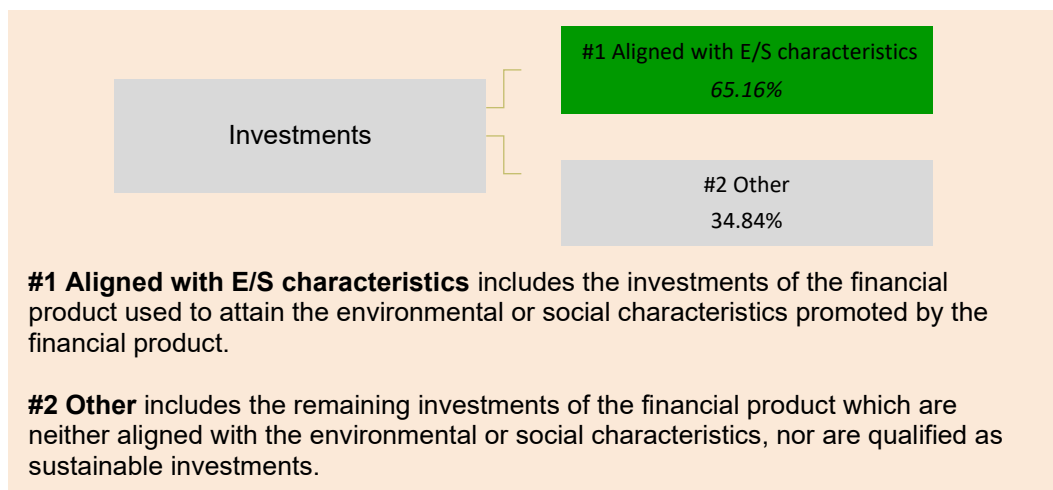 #1 Aligned with E/S characteristics
65.16%
Investments
#2 Other
34.84%
#1 Aligned with E/S characteristics includes the investments of the financial
product used to attain the environmental or social characteristics promoted by the
financial product.
#2 Other includes the remaining investments of the financial product which are
neither aligned with the environmental or social characteristics, nor are qualified as
sustainable investments.